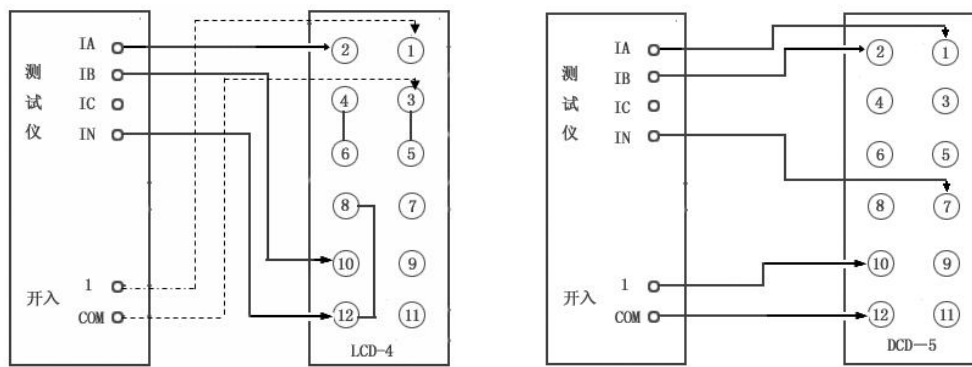 IA ② ①
测 IB
试 IC ④ ③
仪 IN
⑥ ⑤
⑧ ⑦
⑩ ⑨
开入 1
COM ⑫ ⑪
LCD-4
IA ② ①
测 IB
试 IC ④ ③
仪 IN
⑥ ⑤
⑧ ⑦
⑩ ⑨
开入 1
COM ⑫ ⑪
DCD—5